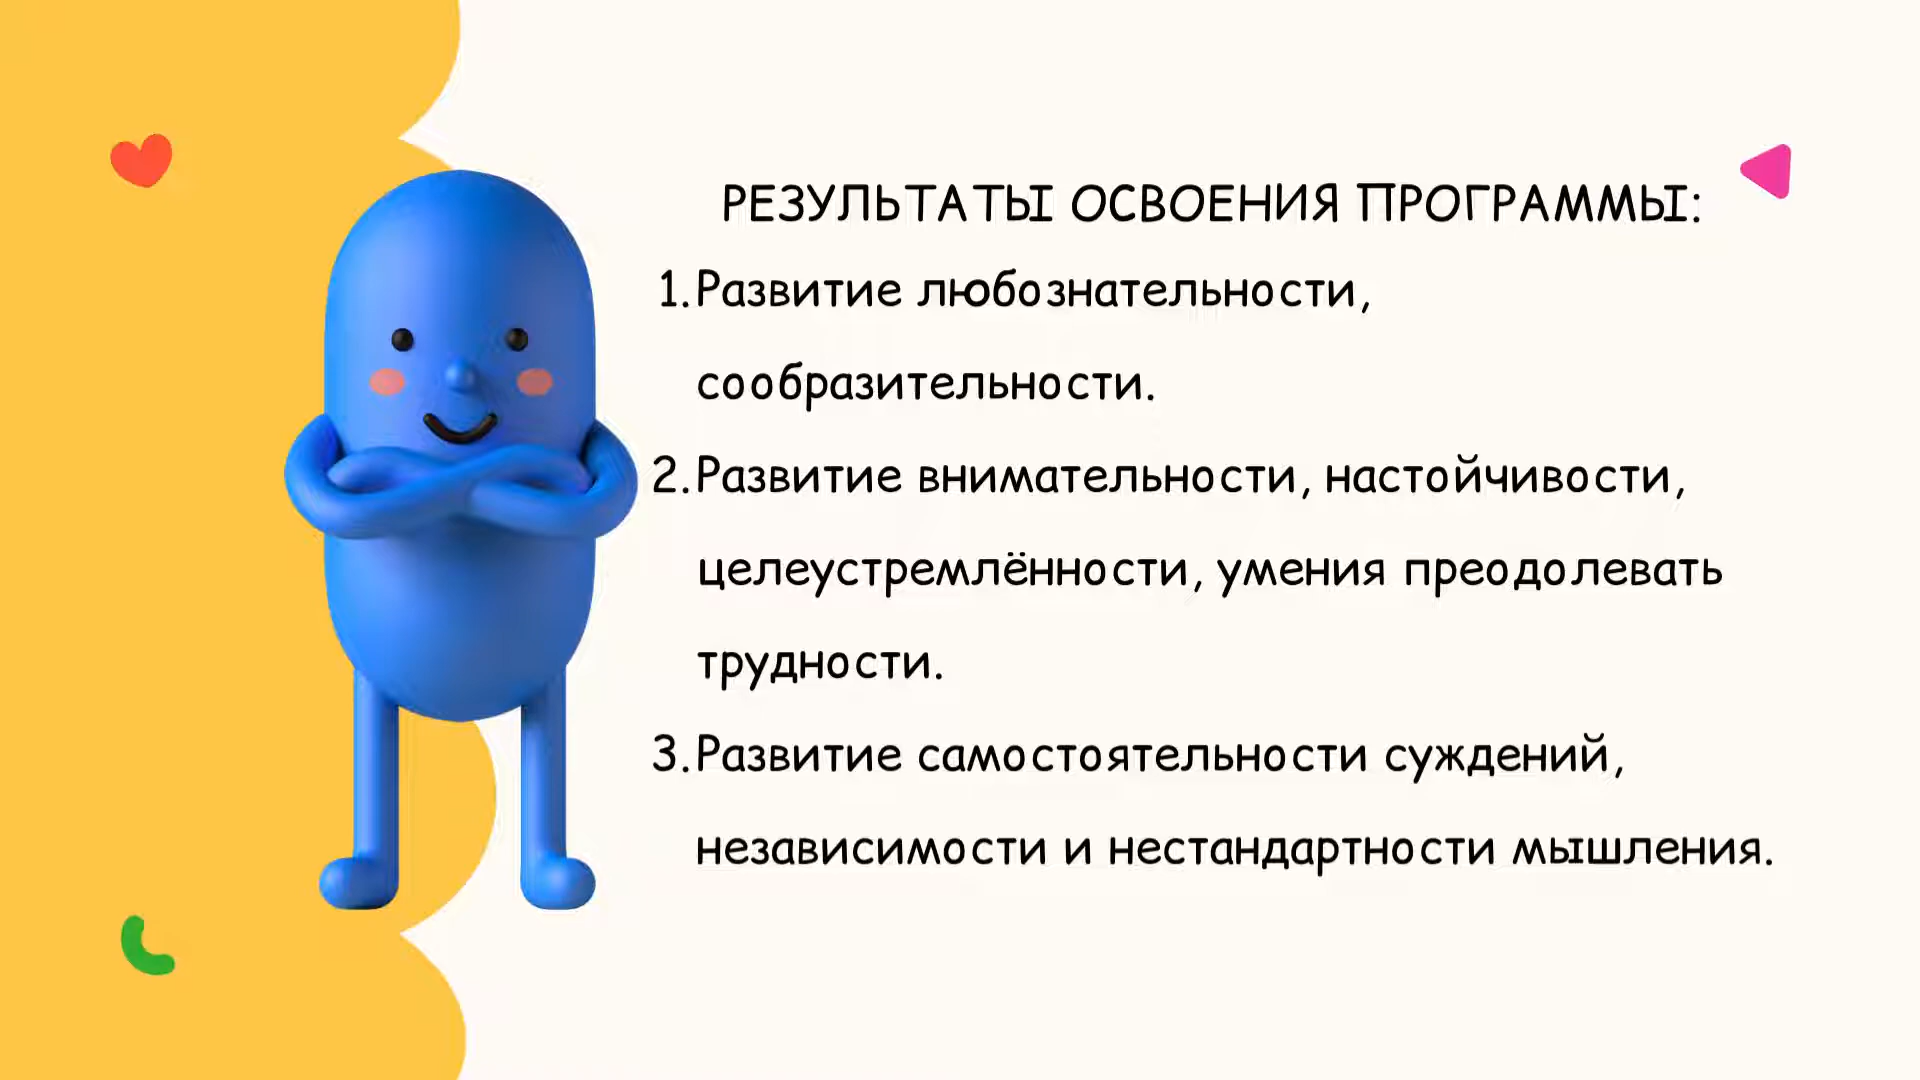 РЕЗУЛЬТАТЫ ОСВОЕНИЯ ПРОГРАММЫ:
1.Развитие любознательности,
сообразительности.
2.Развитие внимательности, настойчивости,
целеустремлённости, умения преодолевать
трудности.
3.Развитие самостоятельности суждений,
независимости и нестандартности мышления.